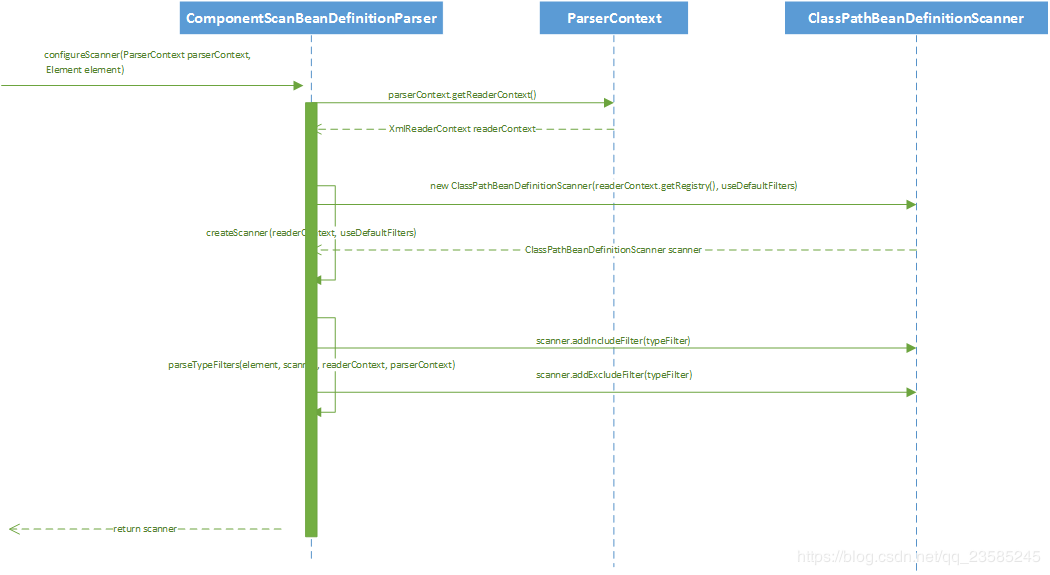 ComponentScanBeanDefinitionParser
ParserContext
ClassPathBeanDefinitionScanner
configureScanner(ParserContext parserContext,
Element element)
parserContext.getReaderContext()
XmlReaderContext readerContext
new ClassPathBeanDefinitionScanner(readerContext.getRegistry(), useDefaultFilters)
createScanner(readerContext, useDefaultFilters)
ClassPathBeanDefinitionScanner scanner
scanner.addIncludeFilter(typeFilter)
parseTypeFilters(element, scanner, readerContext, parserContext)
scanner.addExcludeFilter(typeFilter)
return scanner
https://blog.csdn.net/qq_23585245